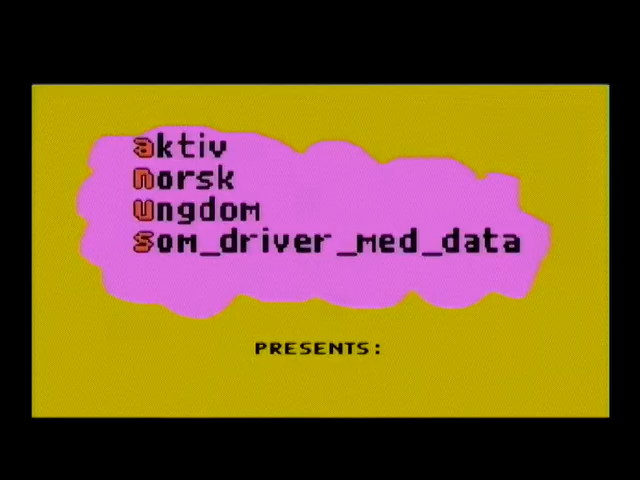 aktiv
norsk
ungdom
som_driver_med_data
PRESENTS: